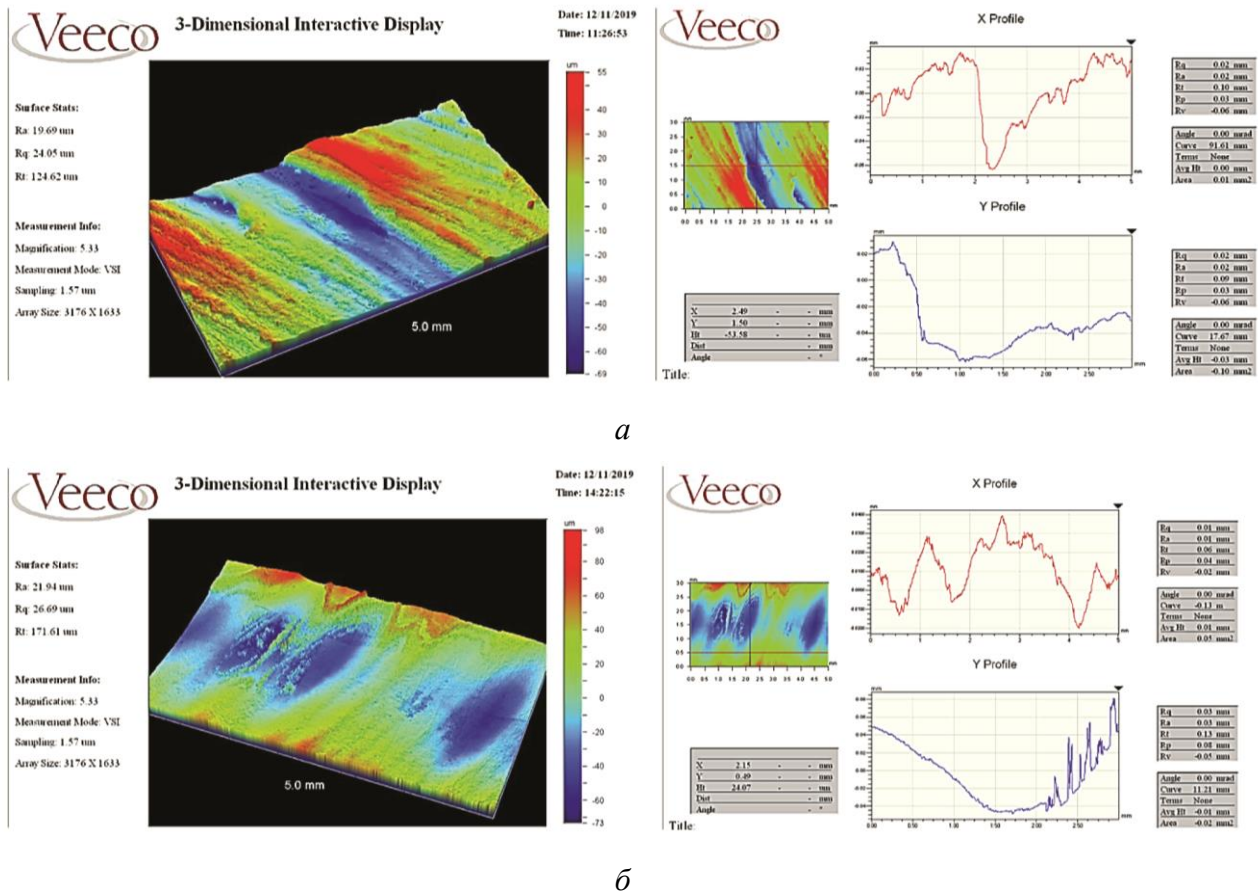 Veeco
3-Dimensional Interactive Display
Date: 12/11/2019
Time: 11:26:53
Surface Stats:
Ra: 19.69 um
Rq: 24.05 um
Rt: 124.62 um
Measurement Info:
Magnification: 5.33
Measurement Mode: VSI
Sampling: 1.57 um
Array Size: 3176 X 1633
5.0 mm
um
55
40
30
20
10
0
-10
-20
-30
-40
-50
-60
-69
Veeco
X Profile
Rq 0.02 mm
Ra 0.02 mm
Rt 0.10 mm
Rp 0.03 mm
Rv -0.06 mm
Angle 0.00 mrad
Curve 91.61 mm
Terms None
Avg Ht 0.00 mm
Area 0.01 mm2
X 2.49 - - mm
Y 1.50 - - mm
Ht -53.58 - - um
Dist - mm
Angle - °
Title:
Y Profile
Rq 0.02 mm
Ra 0.02 mm
Rt 0.09 mm
Rp 0.03 mm
Rv -0.06 mm
Angle 0.00 mrad
Curve 17.67 mm
Terms None
Avg Ht -0.03 mm
Area -0.10 mm2
а
Veeco
3-Dimensional Interactive Display
Date: 12/11/2019
Time: 14:22:15
Surface Stats:
Ra: 21.94 um
Rq: 26.69 um
Rt: 171.61 um
Measurement Info:
Magnification: 5.33
Measurement Mode: VSI
Sampling: 1.57 um
Array Size: 3176 X 1633
5.0 mm
um
98
80
60
40
20
0
-20
-40
-60
-73
Veeco
X Profile
Rq 0.01 mm
Ra 0.01 mm
Rt 0.06 mm
Rp 0.04 mm
Rv -0.02 mm
Angle 0.00 mrad
Curve -0.13 m
Terms None
Avg Ht 0.01 mm
Area 0.05 mm2
X 2.15 - - mm
Y 0.49 - - mm
Ht 24.07 - - um
Dist - mm
Angle - °
Title:
Y Profile
Rq 0.03 mm
Ra 0.03 mm
Rt 0.13 mm
Rp 0.08 mm
Rv -0.05 mm
Angle 0.00 mrad
Curve 11.21 mm
Terms None
Avg Ht -0.01 mm
Area -0.02 mm2
б